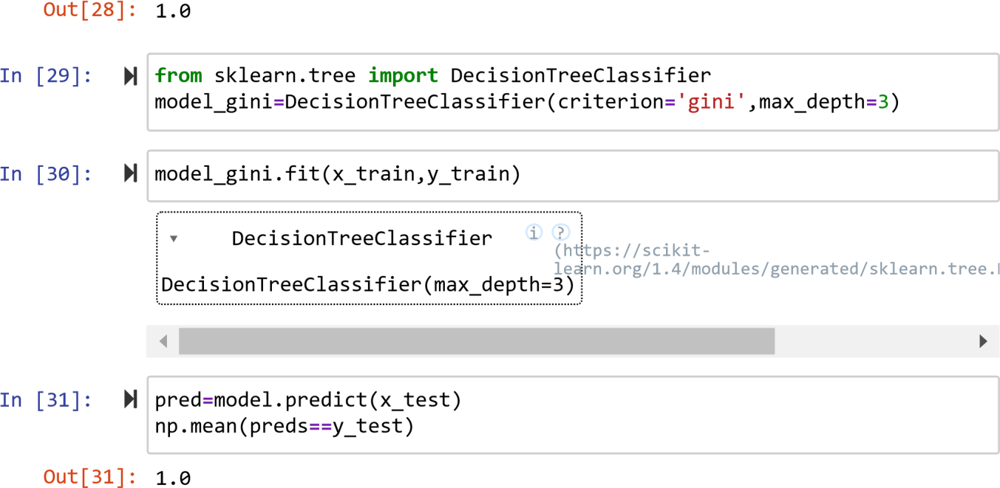 Out[28]: 1.0
In [29]: from sklearn.tree import DecisionTreeClassifier
model_gini=DecisionTreeClassifier(criterion='gini',max_depth=3)
In [30]: model_gini.fit(x_train,y_train)
DecisionTreeClassifier i ?
(https://scikit-
learn.org/1.4/modules/generated/sklearn.tree.
DecisionTreeClassifier(max_depth=3)
In [31]: pred=model.predict(x_test)
np.mean(preds==y_test)
Out[31]: 1.0